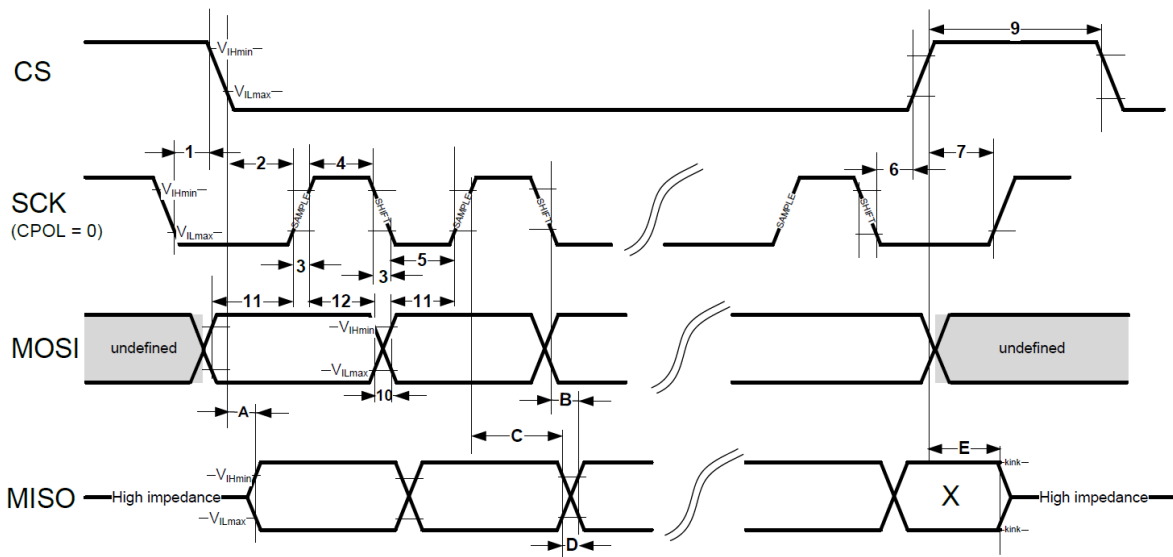 9
VIHmin
CS
VILmax
1
2
4
6
7
VIHmin
SAMPLE
SHIFT
SAMPLE
SAMPLE
SHIFT
SCK
(CPOL = 0)
VILmax
3
3
5
11
12
11
VIHmin
MOSI
undefined
undefined
VILmax
10
A
B
C
E
VIHmin
kink
MISO
High impedance
X
High impedance
VILmax
kink
D